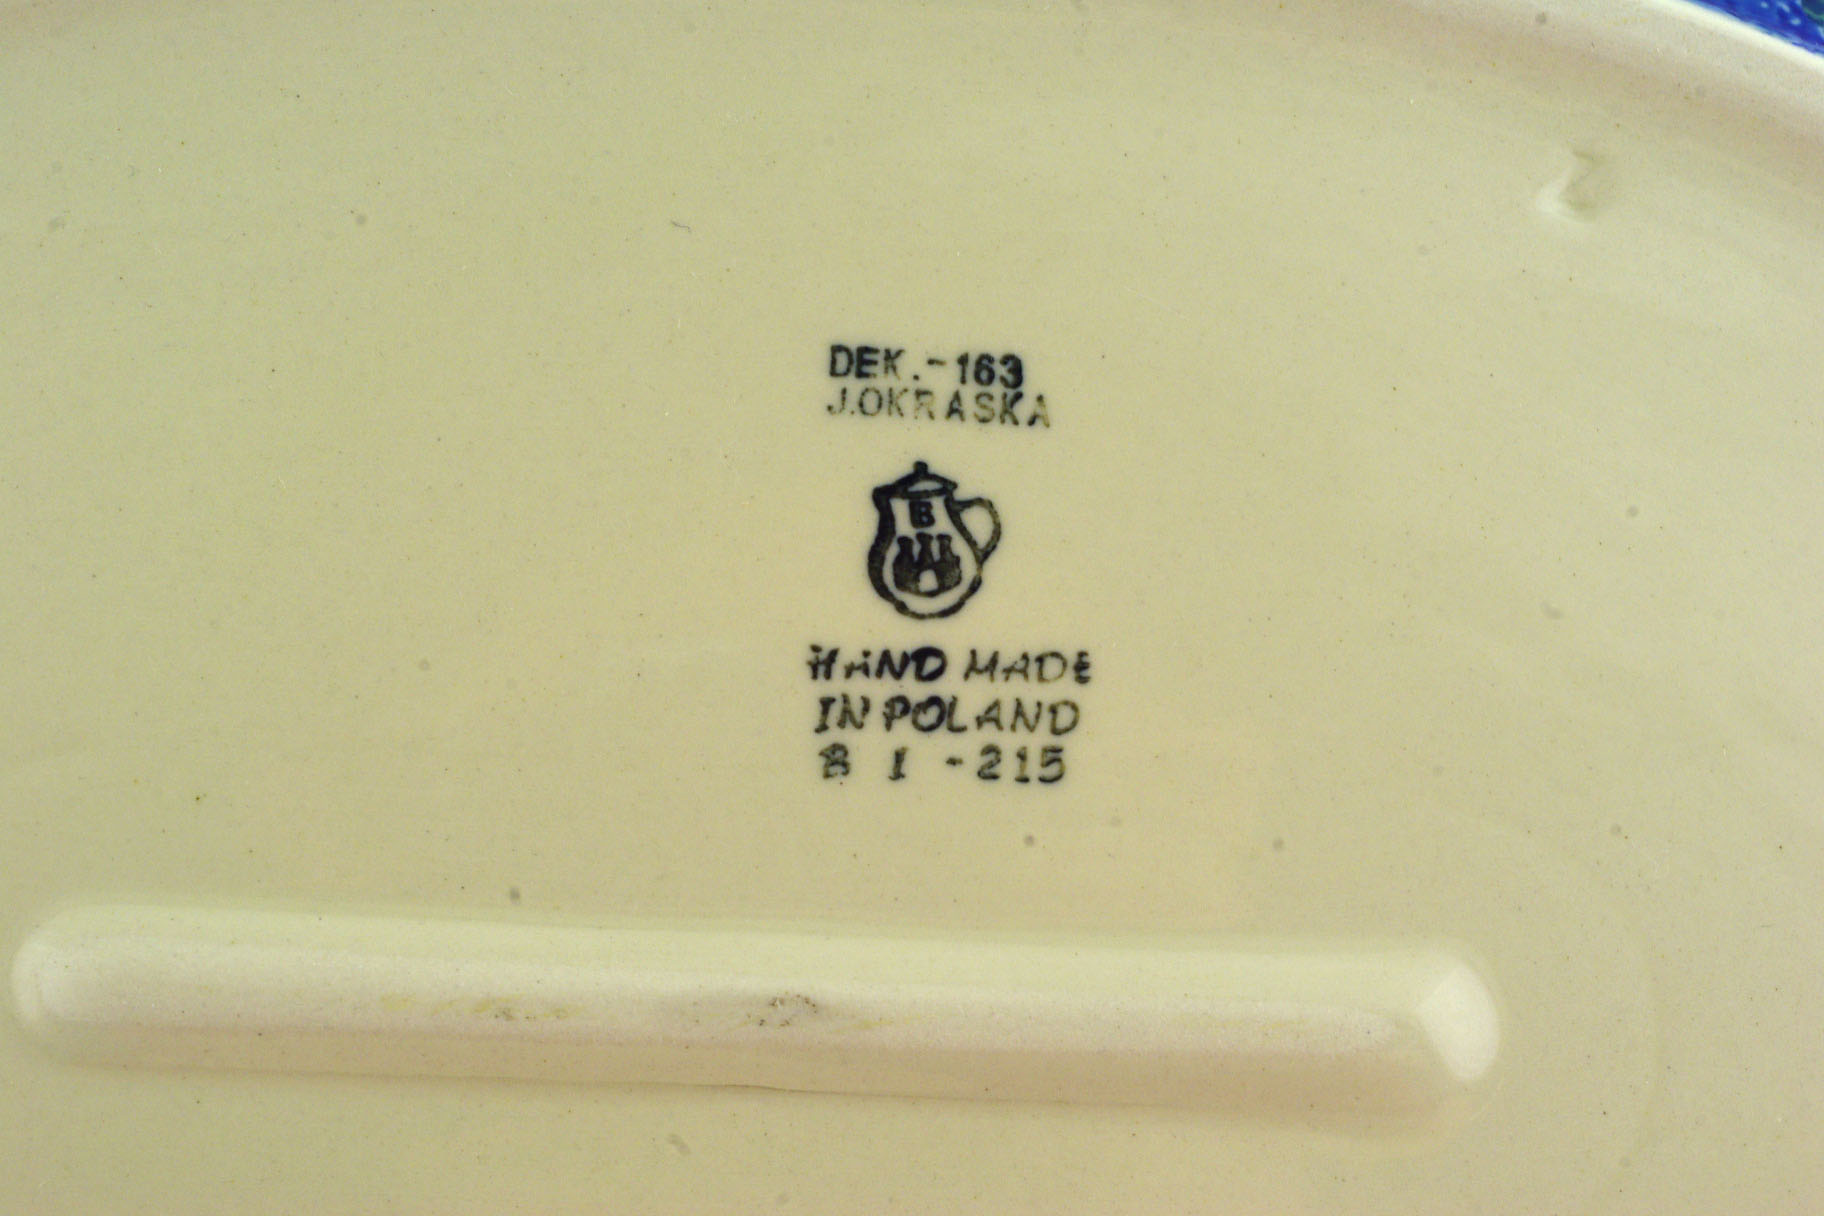 DEK.-163
J.OKRASKA
B
HAND MADE
IN POLAND
B I -215